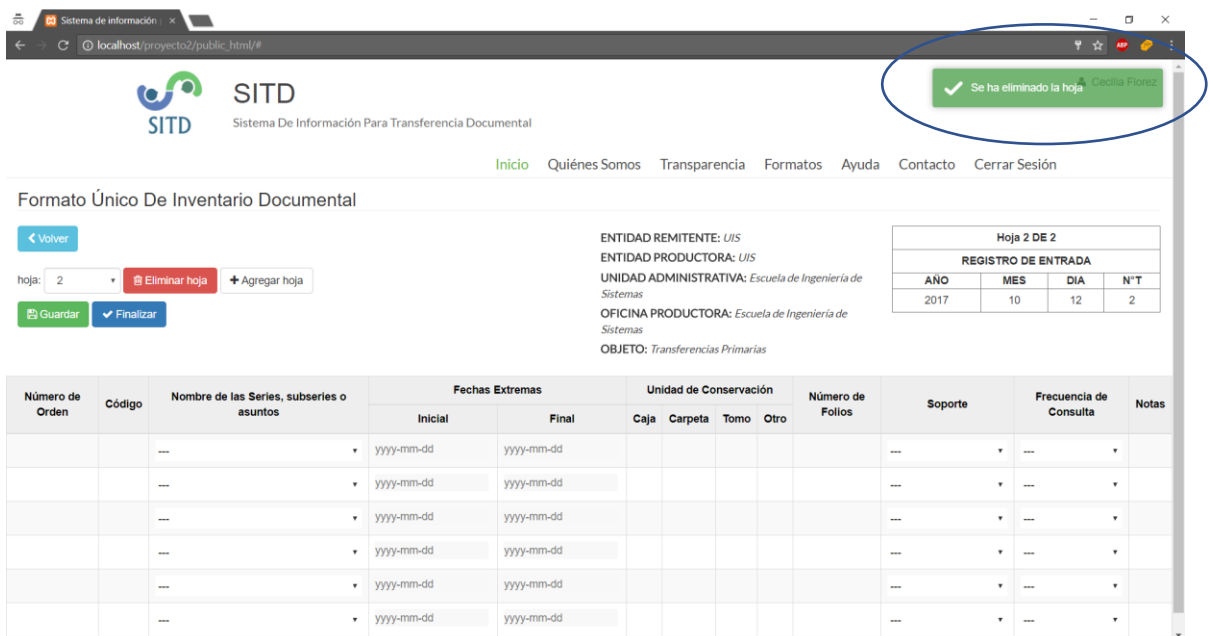 Sistema de información
localhost/proyecto2/public_html/#
ABP
SITD
SITD
Sistema De Información Para Transferencia Documental
Se ha eliminado la hoja
Cecilia Florez
Inicio Quiénes Somos Transparencia Formatos Ayuda Contacto Cerrar Sesión
Formato Único De Inventario Documental
Volver
hoja: 2 Eliminar hoja Agregar hoja
Guardar Finalizar
ENTIDAD REMITENTE: UIS
ENTIDAD PRODUCTORA: UIS
UNIDAD ADMINISTRATIVA: Escuela de Ingeniería de
Sistemas
OFICINA PRODUCTORA: Escuela de Ingeniería de
Sistemas
OBJETO: Transferencias Primarias
Hoja 2 DE 2
REGISTRO DE ENTRADA
AÑO MES DIA N°T
2017 10 12 2
Número de Orden Código Nombre de las Series, subseries o asuntos Fechas Extremas Unidad de Conservación Número de Folios Soporte Frecuencia de Consulta Notas
Inicial Final Caja Carpeta Tomo Otro
--- yyyy-mm-dd yyyy-mm-dd --- ---
--- yyyy-mm-dd yyyy-mm-dd --- ---
--- yyyy-mm-dd yyyy-mm-dd --- ---
--- yyyy-mm-dd yyyy-mm-dd --- ---
--- yyyy-mm-dd yyyy-mm-dd --- ---
--- yyyy-mm-dd yyyy-mm-dd --- ---